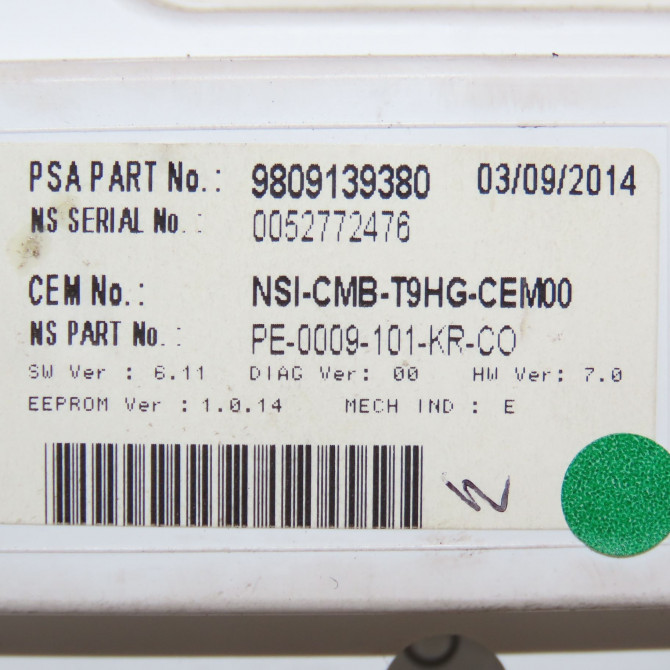 PSA PART No.: 9809139380 03/09/2014
NS SERIAL No. : 0052772476
CEM No.: NSI-CMB-T9HG-CEM00
NS PART No. : PE-0009-101-KR-CO
SW Ver : 6.11 DIAG Ver: 00 HW Ver: 7.0
EEPROM Ver : 1.0.14 MECH IND : E